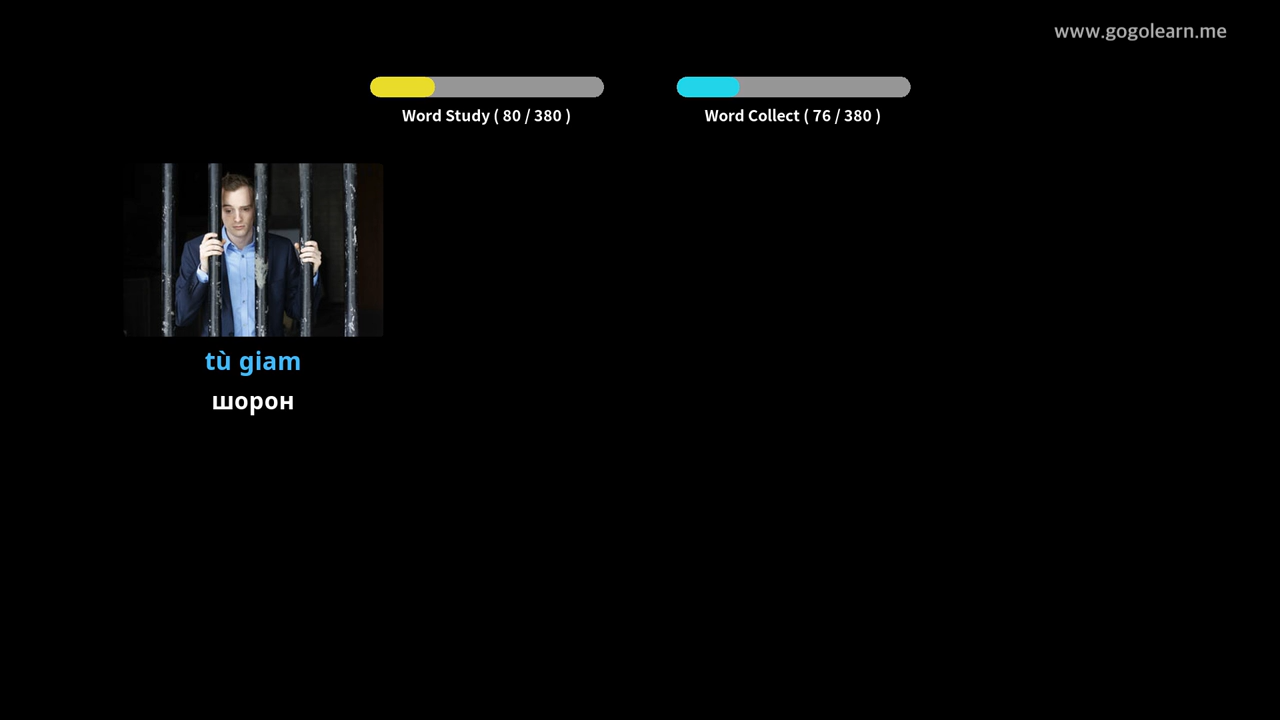 www.gogolearn.me
Word Study ( 80 / 380 )
Word Collect ( 76 / 380 )
tù giam
шорон